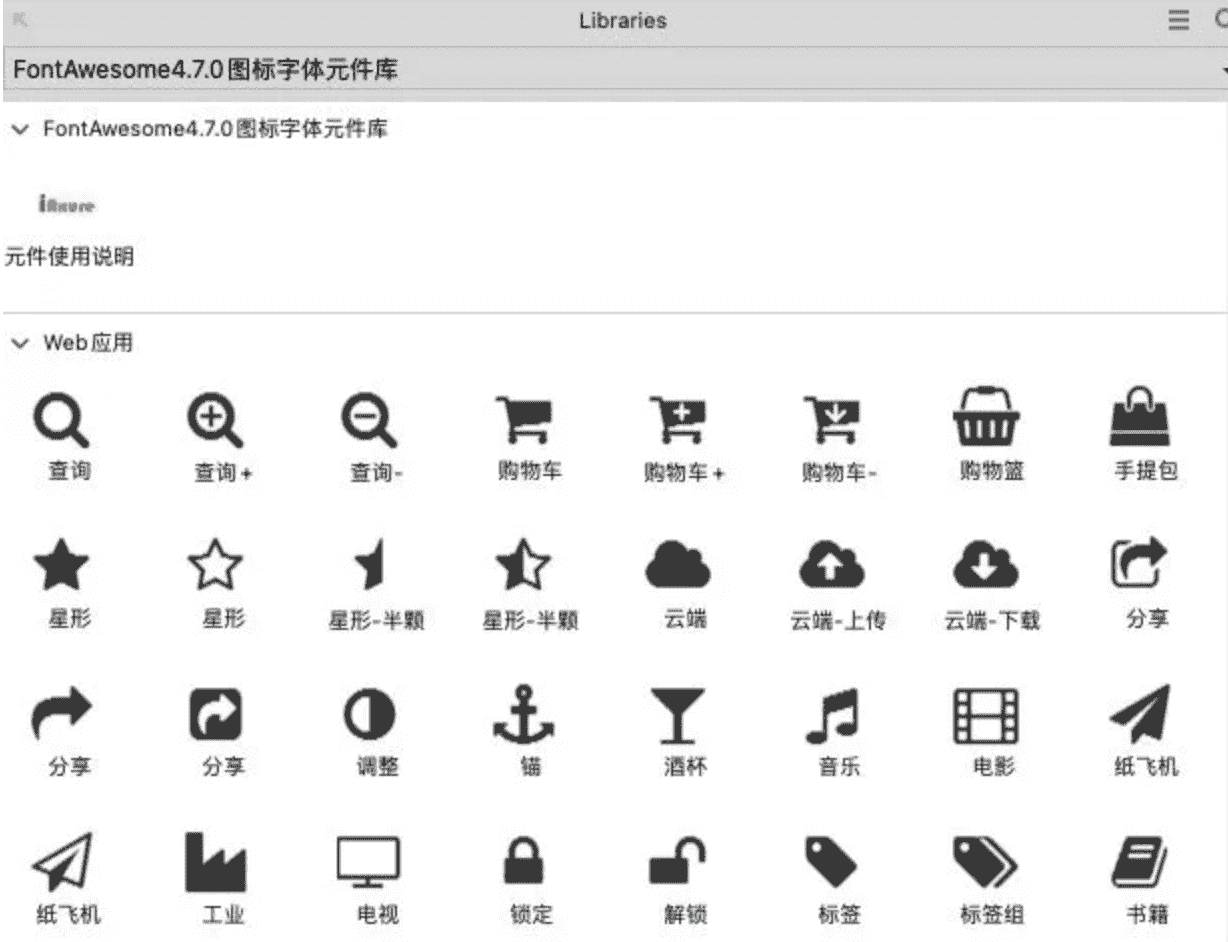 Libraries
FontAwesome4.7.0图标字体元件库
FontAwesome4.7.0图标字体元件库
iAxure
元件使用说明
Web应用
查询 查询+ 查询- 购物车 购物车+ 购物车- 购物篮 手提包
星形 星形 星形-半颗 星形-半颗 云端 云端-上传 云端-下载 分享
分享 分享 调整 锚 酒杯 音乐 电影 纸飞机
纸飞机 工业 电视 锁定 解锁 标签 标签组 书籍